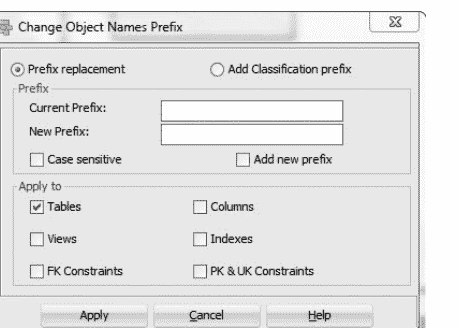 Change Object Names Prefix
Prefix replacement Add Classification prefix
Prefix
Current Prefix:
New Prefix:
Case sensitive Add new prefix
Apply to
Tables Columns
Views Indexes
FK Constraints PK & UK Constraints
Apply Cancel Help